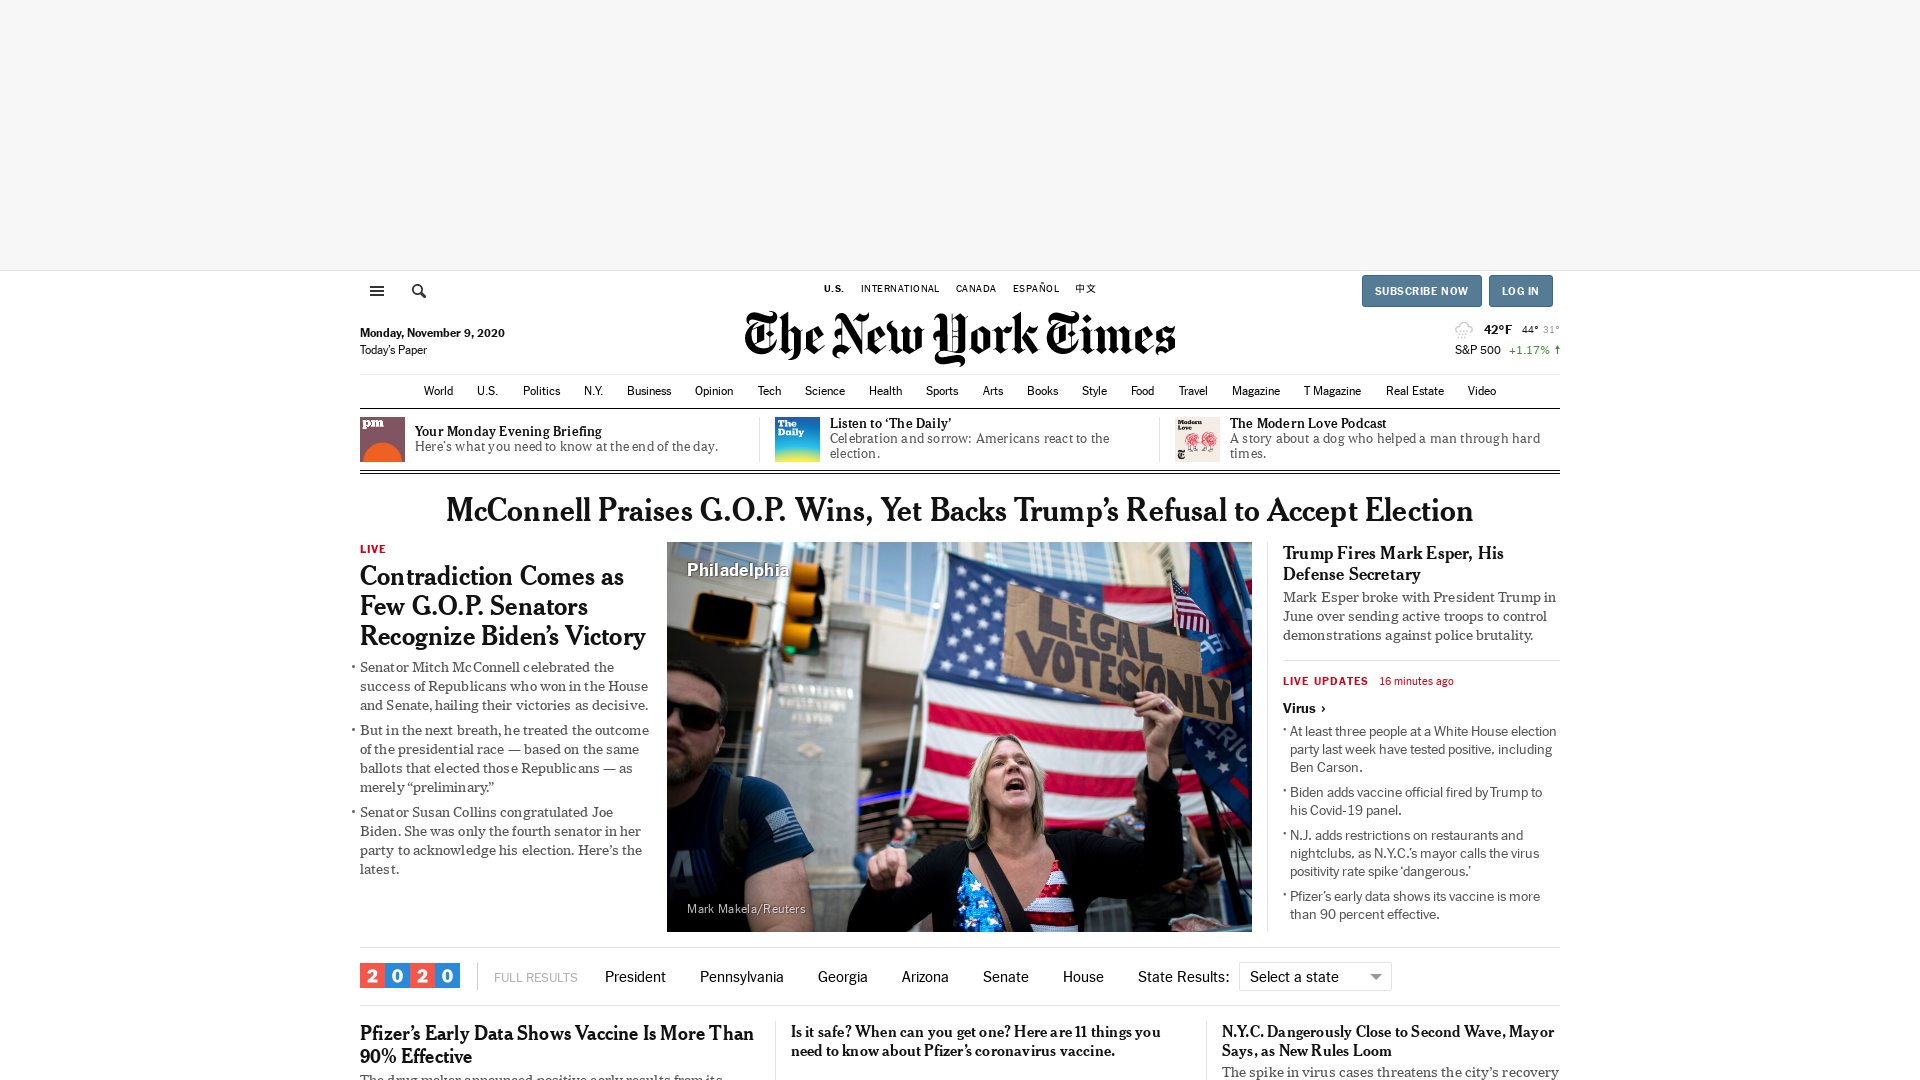 U.S. INTERNATIONAL CANADA ESPAÑOL 中文
SUBSCRIBE NOW LOG IN
Monday, November 9, 2020
Today's Paper
The New York Times
42°F 44° 31°
S&P 500 +1.17% ↑
World U.S. Politics N.Y. Business Opinion Tech Science Health Sports Arts Books Style Food Travel Magazine T Magazine Real Estate Video
pm
Your Monday Evening Briefing
Here's what you need to know at the end of the day.
The
Daily
Listen to ‘The Daily’
Celebration and sorrow: Americans react to the
election.
Modern
Love
The Modern Love Podcast
A story about a dog who helped a man through hard
times.
McConnell Praises G.O.P. Wins, Yet Backs Trump’s Refusal to Accept Election
LIVE
Contradiction Comes as
Few G.O.P. Senators
Recognize Biden’s Victory
• Senator Mitch McConnell celebrated the
success of Republicans who won in the House
and Senate, hailing their victories as decisive.
• But in the next breath, he treated the outcome
of the presidential race — based on the same
ballots that elected those Republicans — as
merely “preliminary.”
• Senator Susan Collins congratulated Joe
Biden. She was only the fourth senator in her
party to acknowledge his election. Here’s the
latest.
Philadelphia
LEGAL
VOTES ONLY
Mark Makela/Reuters
Trump Fires Mark Esper, His
Defense Secretary
Mark Esper broke with President Trump in
June over sending active troops to control
demonstrations against police brutality.
LIVE UPDATES 16 minutes ago
Virus ›
• At least three people at a White House election
party last week have tested positive, including
Ben Carson.
• Biden adds vaccine official fired by Trump to
his Covid-19 panel.
• N.J. adds restrictions on restaurants and
nightclubs, as N.Y.C.’s mayor calls the virus
positivity rate spike ‘dangerous.’
• Pfizer’s early data shows its vaccine is more
than 90 percent effective.
2020 FULL RESULTS President Pennsylvania Georgia Arizona Senate House State Results: Select a state
Pfizer’s Early Data Shows Vaccine Is More Than
90% Effective
The drug maker announced positive early results from its
Is it safe? When can you get one? Here are 11 things you
need to know about Pfizer’s coronavirus vaccine.
N.Y.C. Dangerously Close to Second Wave, Mayor
Says, as New Rules Loom
The spike in virus cases threatens the city’s recovery